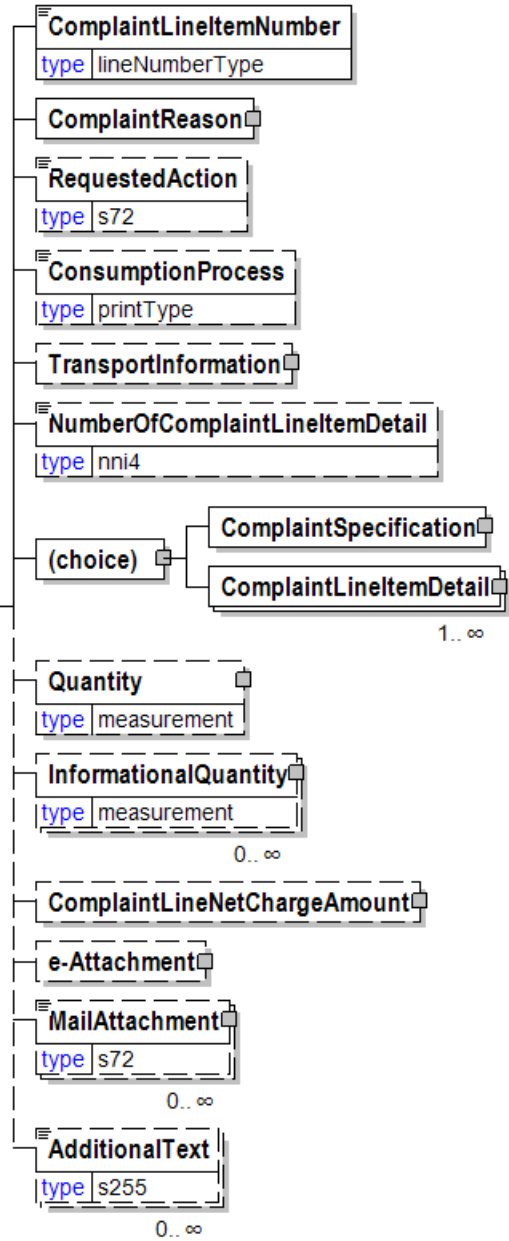 ComplaintLineItemNumber
type lineNumberType
ComplaintReason
RequestedAction
type s72
ConsumptionProcess
type printType
TransportInformation
NumberOfComplaintLineItemDetail
type nni4
(choice)
ComplaintSpecification
ComplaintLineItemDetail
1.. ∞
Quantity
type measurement
InformationalQuantity
type measurement
0.. ∞
ComplaintLineNetChargeAmount
e-Attachment
MailAttachment
type s72
0.. ∞
AdditionalText
type s255
0.. ∞